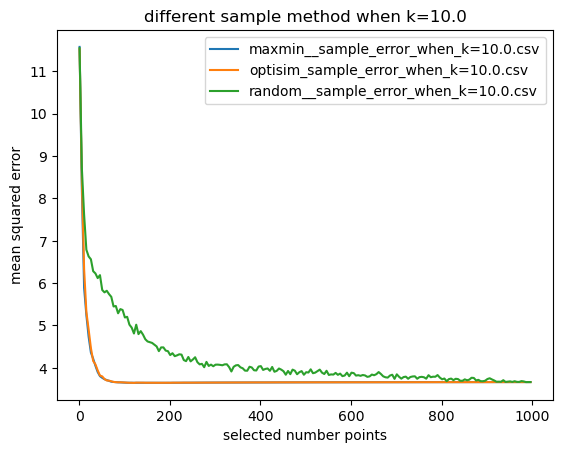 different sample method when k=10.0
maxmin__sample_error_when_k=10.0.csv
optisim_sample_error_when_k=10.0.csv
random__sample_error_when_k=10.0.csv
mean squared error
11
10
9
8
7
6
5
4
0 200 400 600 800 1000
selected number points